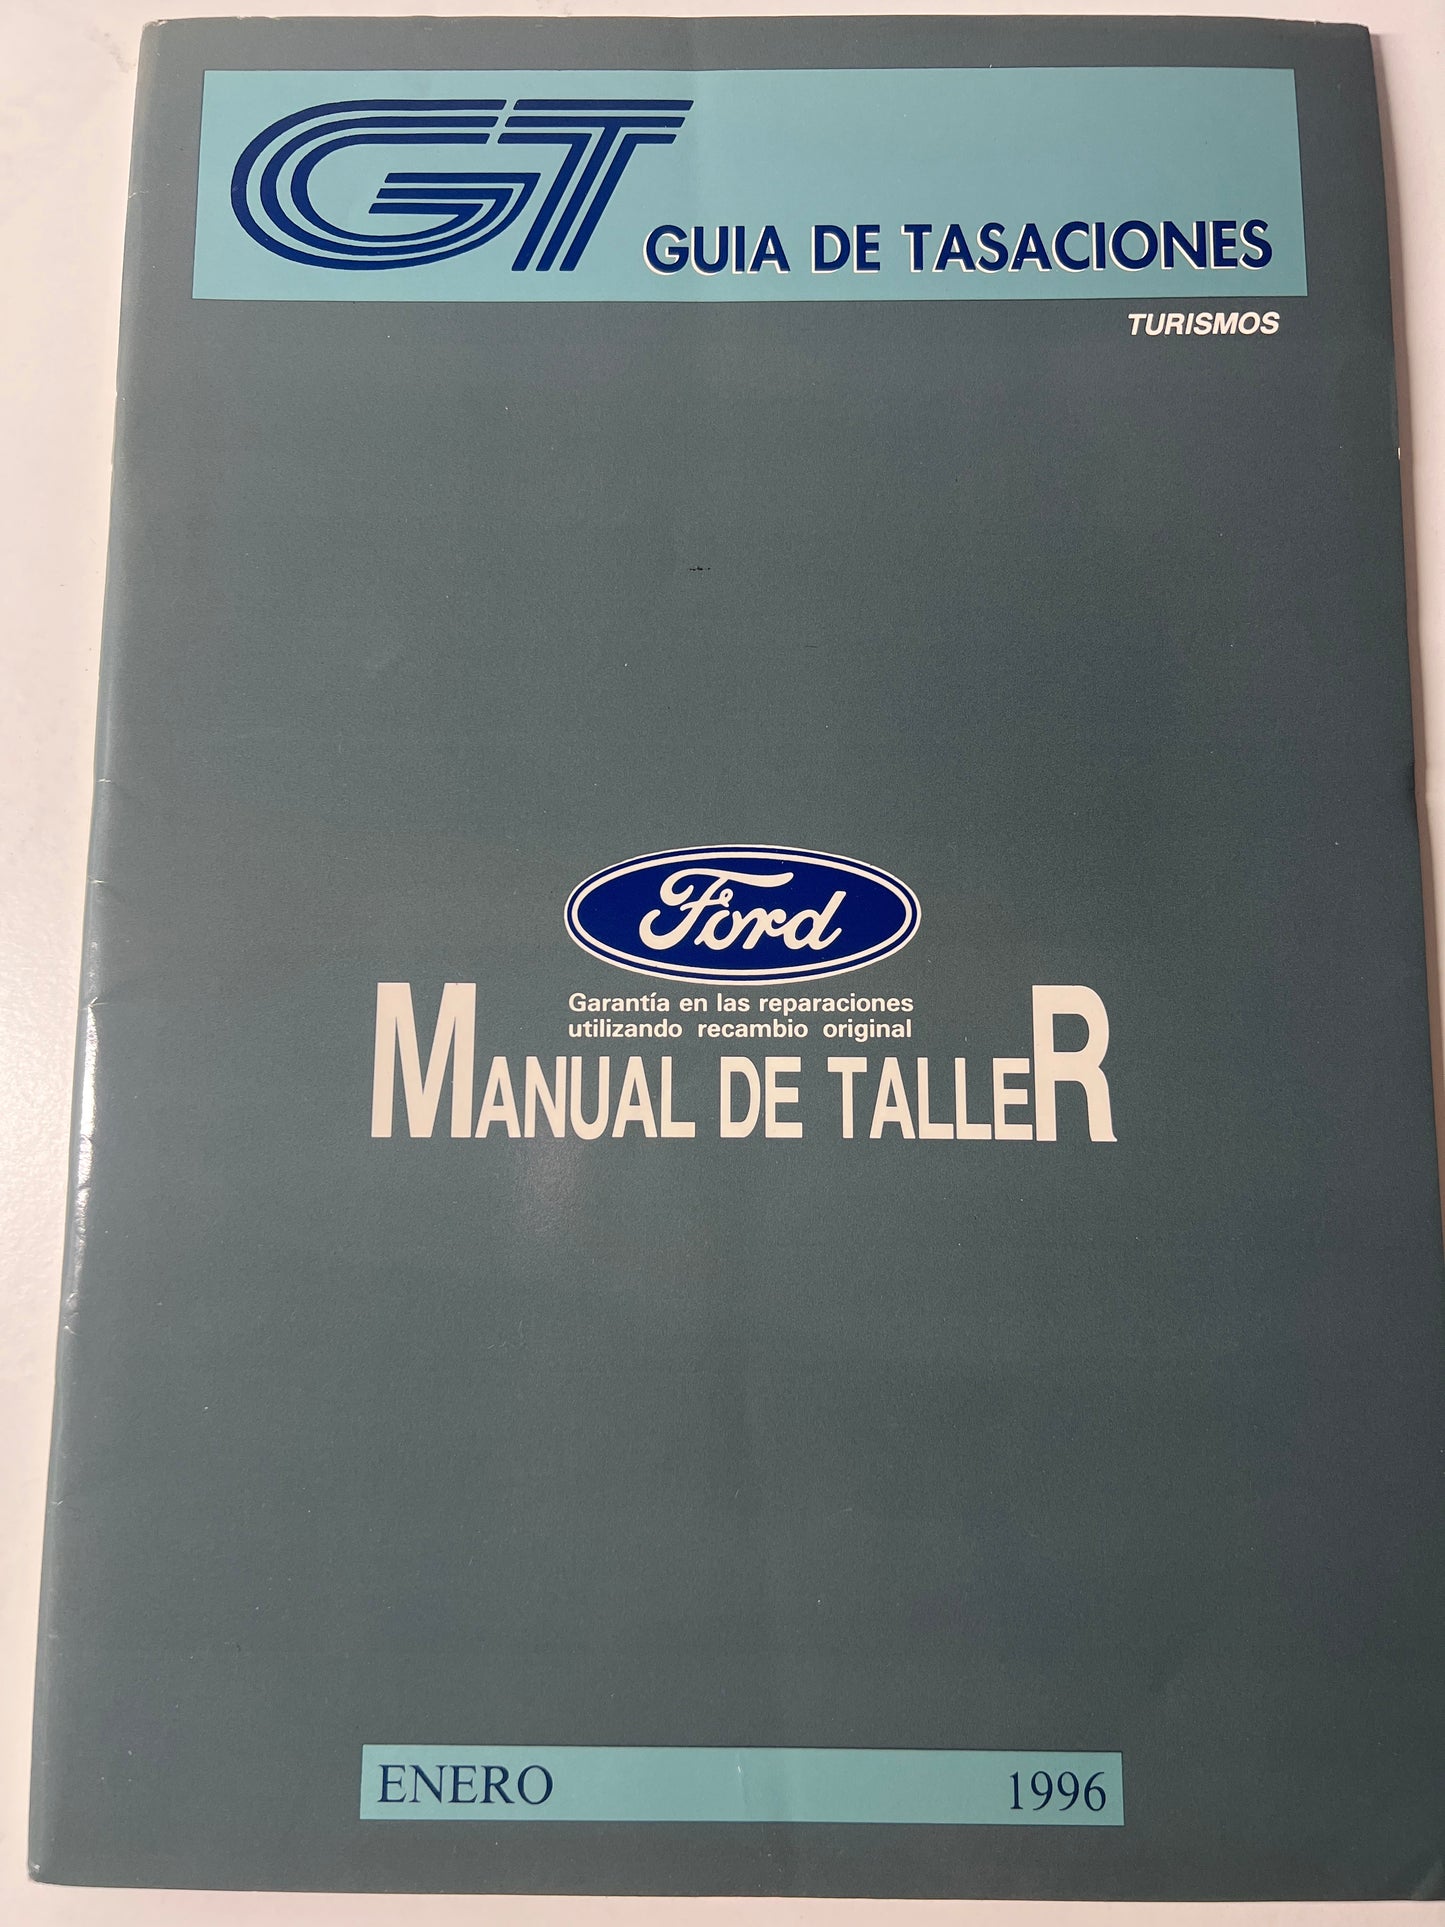 GT GUIA DE TASACIONES
TURISMOS
Ford
Garantía en las reparaciones
utilizando recambio original
MANUAL DE TALLER
ENERO 1996